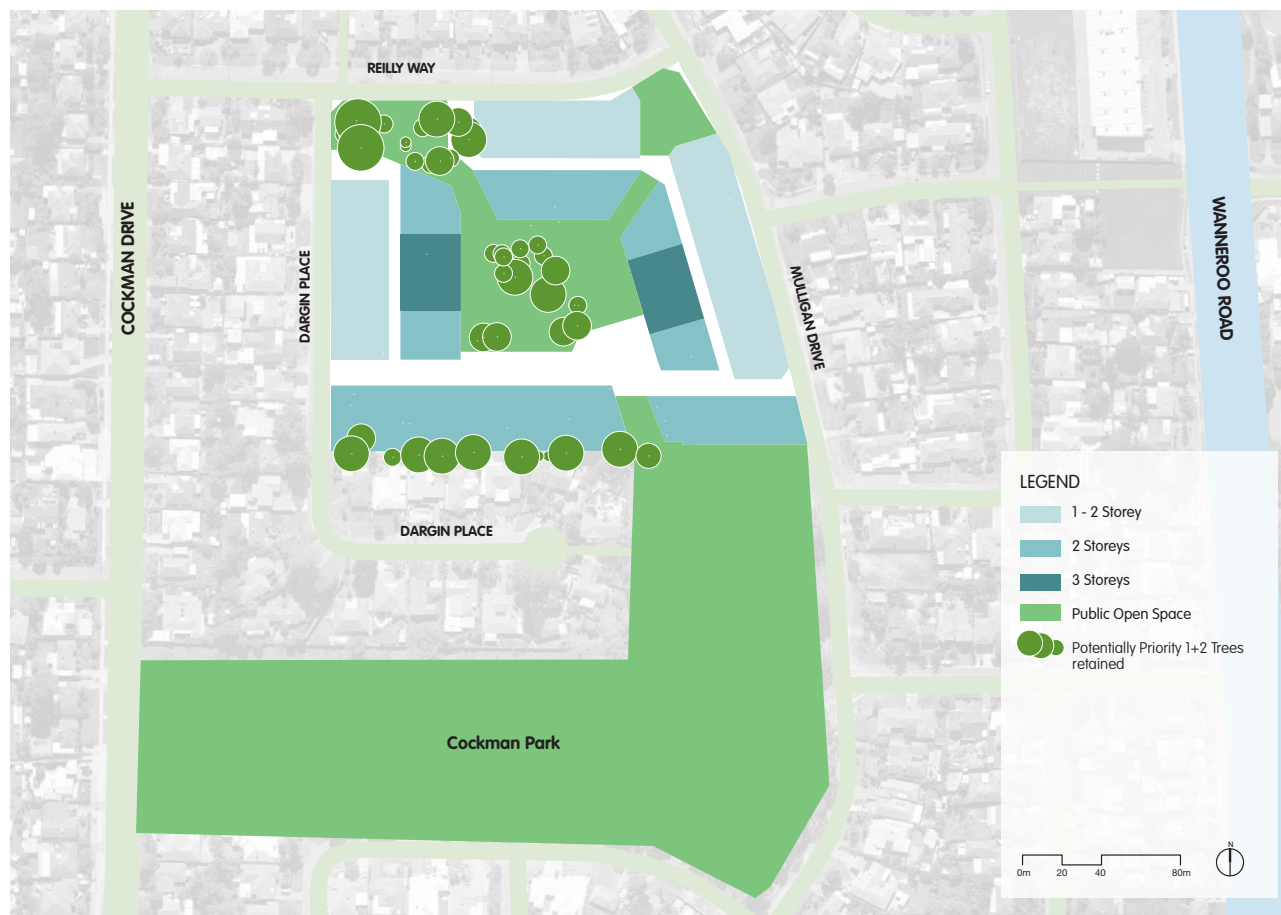 REILLY WAY
COCKMAN DRIVE
DARGIN PLACE
MULLIGAN DRIVE
WANNEROO ROAD
DARGIN PLACE
Cockman Park
LEGEND
1 - 2 Storey
2 Storeys
3 Storeys
Public Open Space
Potentially Priority 1+2 Trees
retained
N
0m 20 40 80m